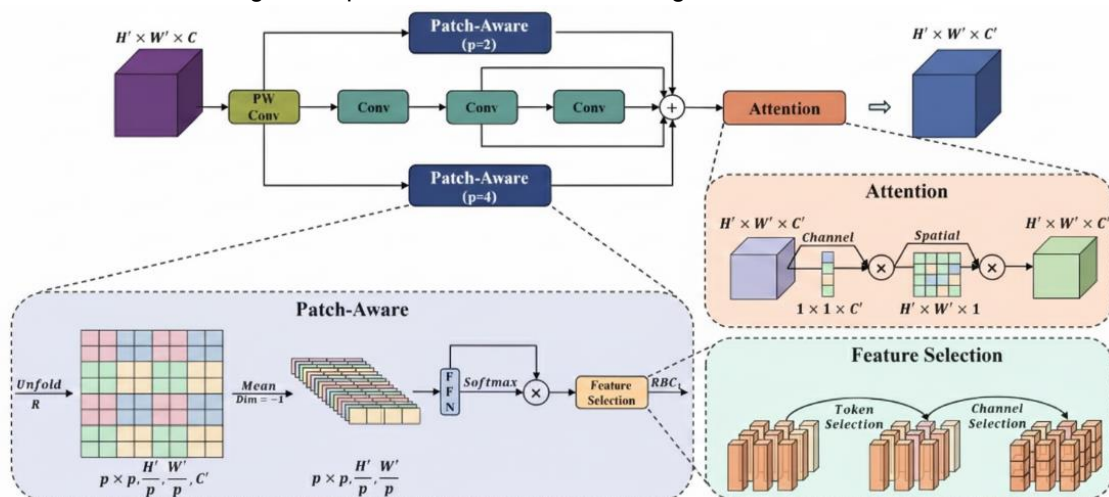 H' × W' × C
PW
Conv
Patch-Aware
(p=2)
Conv
Conv
Conv
+
Attention
H' × W' × C'
Patch-Aware
(p=4)
Attention
H' × W' × C'
Channel
1 × 1 × C'
×
Spatial
H' × W' × 1
×
H' × W' × C'
Patch-Aware
Unfold
R
p × p, H'/p, W'/p, C'
Mean
Dim = −1
p × p, H'/p, W'/p
F
F
N
Softmax
×
Feature
Selection
RBC
Feature Selection
Token
Selection
Channel
Selection